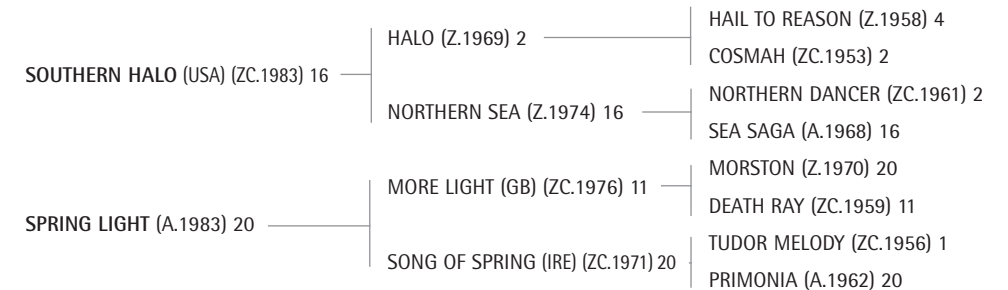 HAIL TO REASON (Z.1958) 4
HALO (Z.1969) 2
COSMAH (ZC.1953) 2
SOUTHERN HALO (USA) (ZC.1983) 16
NORTHERN DANCER (ZC.1961) 2
NORTHERN SEA (Z.1974) 16
SEA SAGA (A.1968) 16
MORSTON (Z.1970) 20
MORE LIGHT (GB) (ZC.1976) 11
DEATH RAY (ZC.1959) 11
SPRING LIGHT (A.1983) 20
TUDOR MELODY (ZC.1956) 1
SONG OF SPRING (IRE) (ZC.1971) 20
PRIMONIA (A.1962) 20